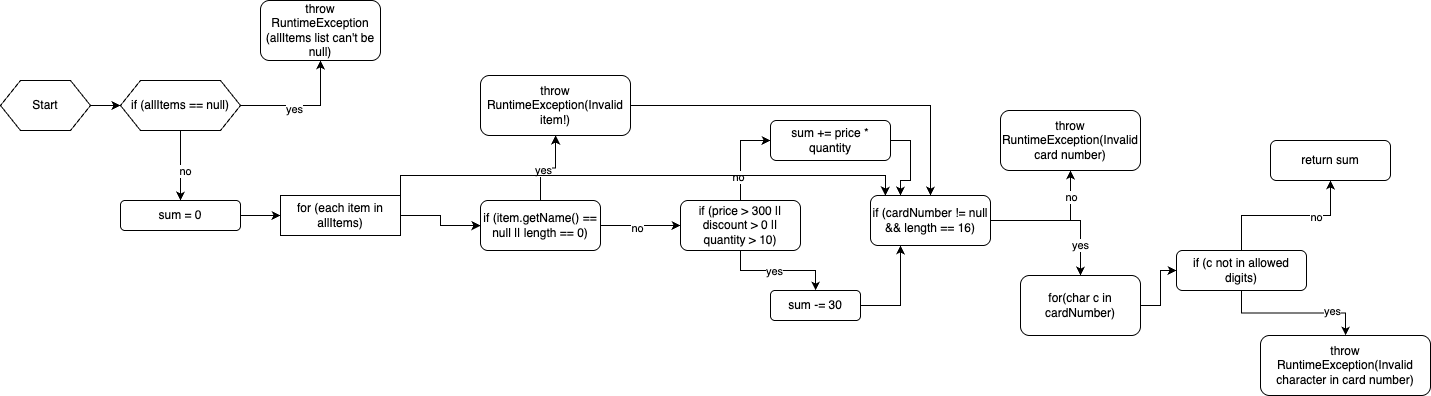 throw
RuntimeException
(allItems list can't be
null)
Start
if (allItems == null)
yes
no
sum = 0
for (each item in
allItems)
throw
RuntimeException(Invalid
item!)
yes
if (item.getName() ==
null || length == 0)
no
sum += price *
quantity
no
if (price > 300 ||
discount > 0 ||
quantity > 10)
yes
sum -= 30
if (cardNumber != null
&& length == 16)
throw
RuntimeException(Invalid
card number)
no
yes
for(char c in
cardNumber)
return sum
no
if (c not in allowed
digits)
yes
throw
RuntimeException(Invalid
character in card number)